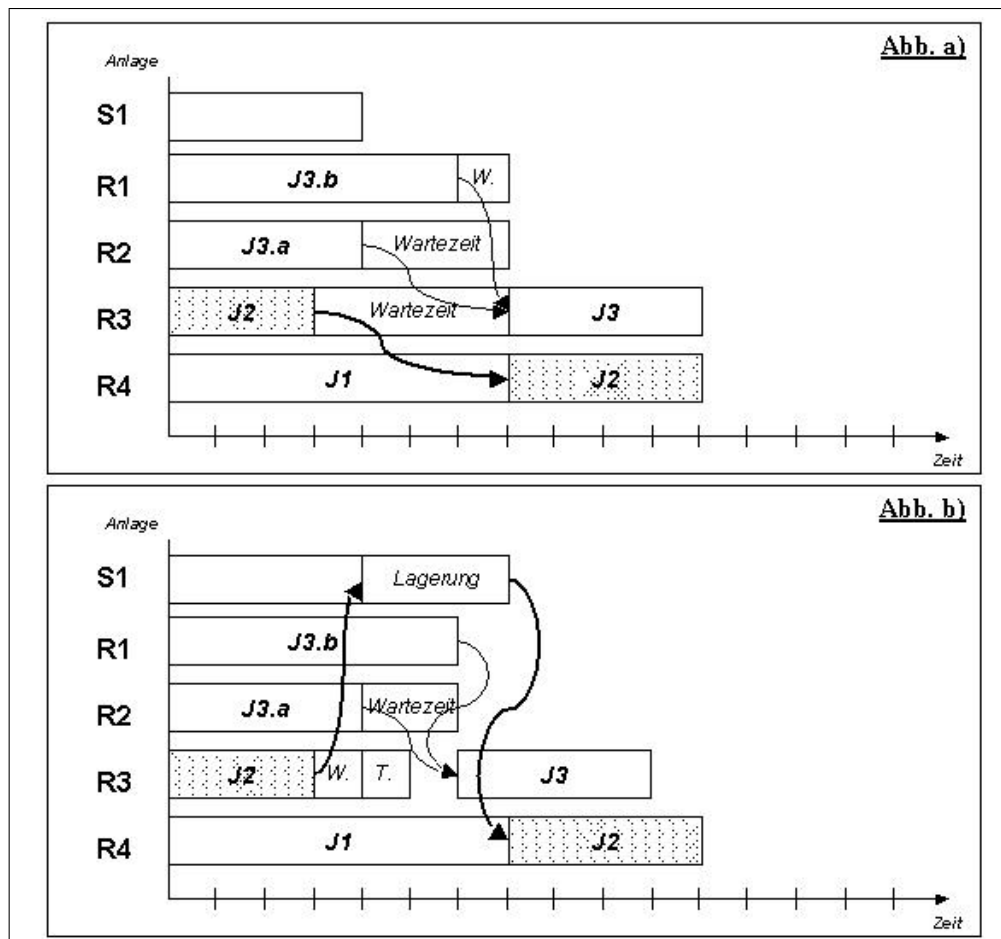 Abb. a)
Anlage
S1
R1 J3.b W.
R2 J3.a Wartezeit
R3 J2 Wartezeit J3
R4 J1 J2
Zeit
Abb. b)
Anlage
S1 Lagerung
R1 J3.b
R2 J3.a Wartezeit
R3 J2 W. T. J3
R4 J1 J2
Zeit